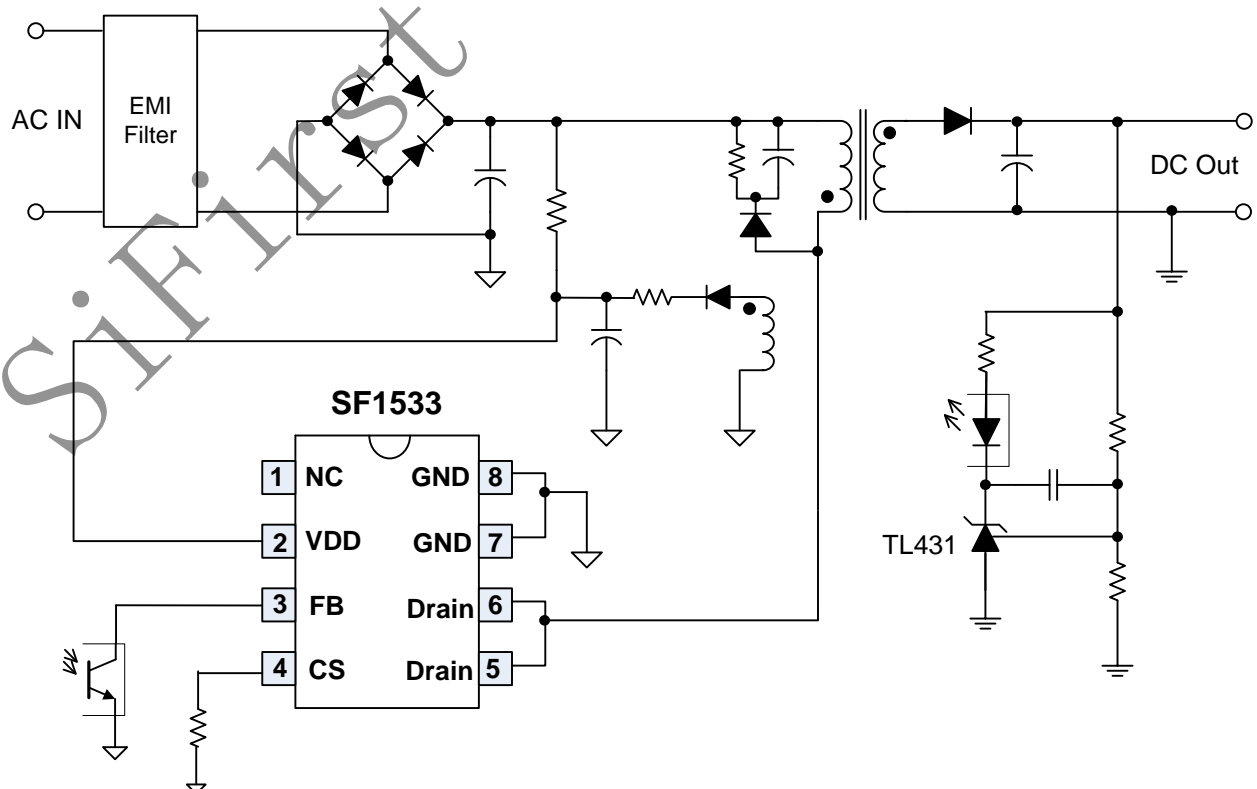 AC IN
EMI
Filter
DC Out
SiFirst
SF1533
1 NC GND 8
2 VDD GND 7
3 FB Drain 6
4 CS Drain 5
TL431